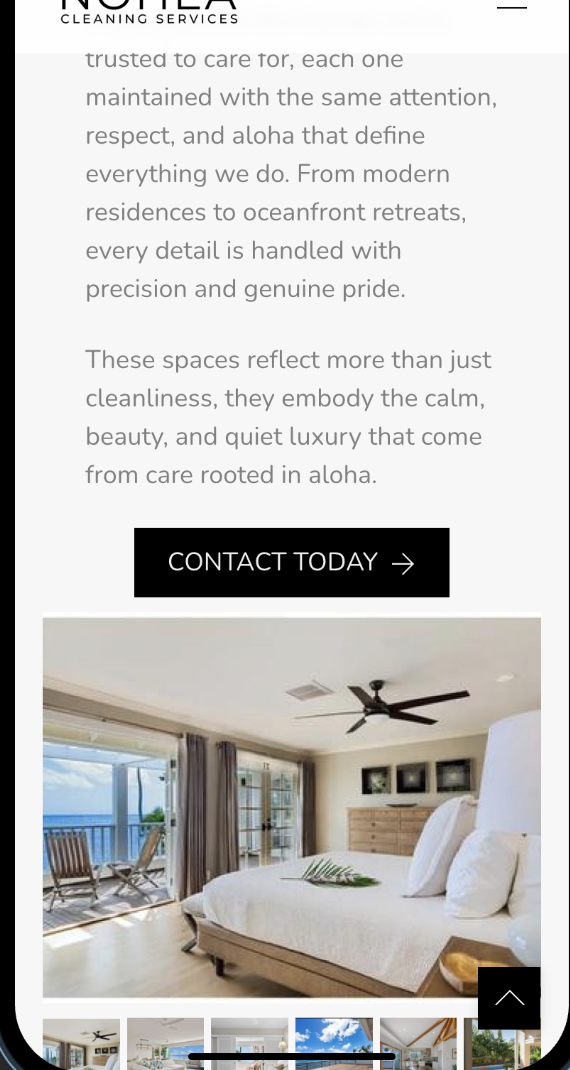 NOHEA
CLEANING SERVICES
trusted to care for, each one
maintained with the same attention,
respect, and aloha that define
everything we do. From modern
residences to oceanfront retreats,
every detail is handled with
precision and genuine pride.
These spaces reflect more than just
cleanliness, they embody the calm,
beauty, and quiet luxury that come
from care rooted in aloha.
CONTACT TODAY